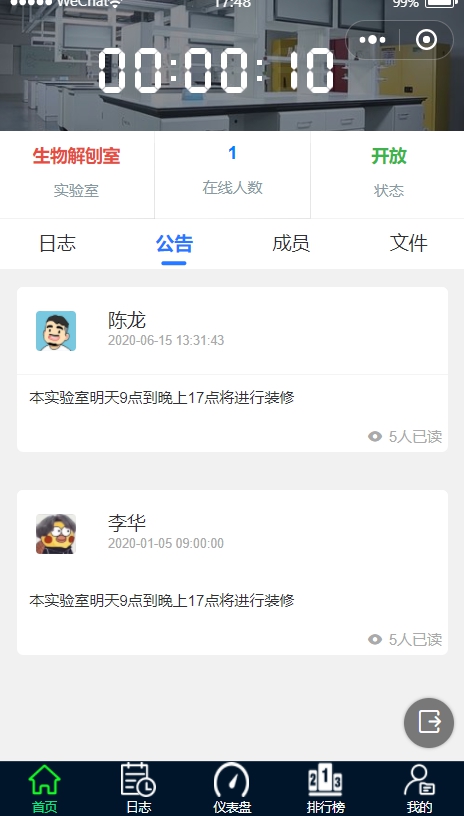 WeChat 17:48 99%
00:00:10
生物解刨室 1 开放
实验室 在线人数 状态
日志 公告 成员 文件
陈龙
2020-06-15 13:31:43
本实验室明天9点到晚上17点将进行装修
5人已读
李华
2020-01-05 09:00:00
本实验室明天9点到晚上17点将进行装修
5人已读
首页 日志 仪表盘 排行榜 我的